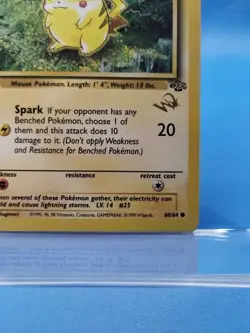 Mouse Pokémon. Length: 1' 4", Weight: 13 lbs.
W
Spark If your opponent has any
Benched Pokémon, choose 1 of
them and this attack does 10
damage to it. (Don't apply Weakness
and Resistance for Benched Pokémon.)
20
resistance
retreat cost
hen several of these Pokémon gather, their electricity can
ild and cause lightning storms. LV. 14 #25
©1995, 96, 98 Nintendo, Creatures, GAMEFREAK. ©1999 Wizards.
60/64 ●